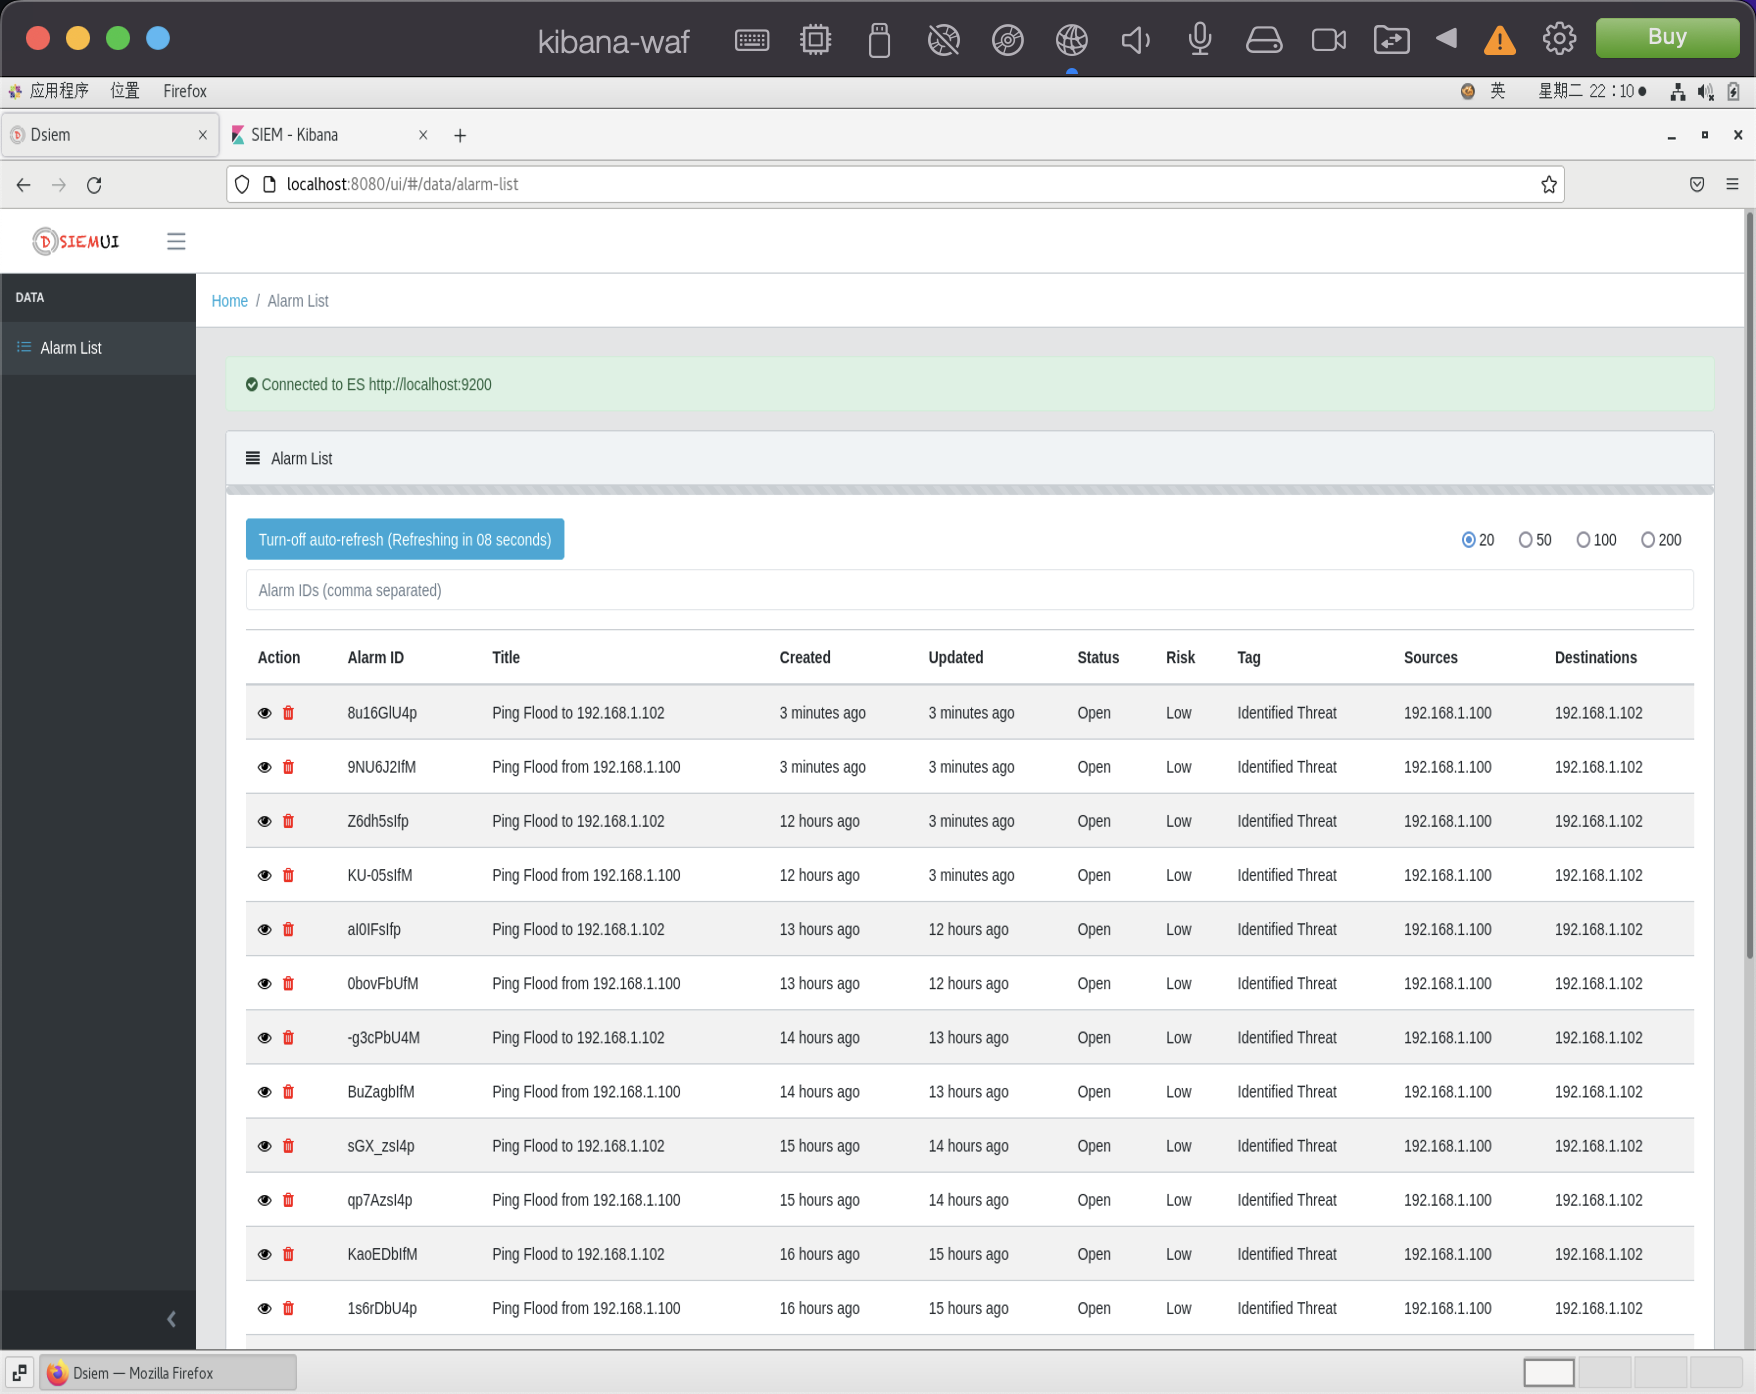 kibana-waf
Buy
应用程序 位置 Firefox
英 星期二 22:10
Dsiem
SIEM - Kibana
localhost:8080/ui/#/data/alarm-list
DSIEMUI
DATA
Alarm List
Home / Alarm List
Connected to ES http://localhost:9200
Alarm List
Turn-off auto-refresh (Refreshing in 08 seconds)
20 50 100 200
Alarm IDs (comma separated)
Action Alarm ID Title Created Updated Status Risk Tag Sources Destinations
8u16GlU4p Ping Flood to 192.168.1.102 3 minutes ago 3 minutes ago Open Low Identified Threat 192.168.1.100 192.168.1.102
9NU6J2IfM Ping Flood from 192.168.1.100 3 minutes ago 3 minutes ago Open Low Identified Threat 192.168.1.100 192.168.1.102
Z6dh5sIfp Ping Flood to 192.168.1.102 12 hours ago 3 minutes ago Open Low Identified Threat 192.168.1.100 192.168.1.102
KU-05sIfM Ping Flood from 192.168.1.100 12 hours ago 3 minutes ago Open Low Identified Threat 192.168.1.100 192.168.1.102
aI0IFsIfp Ping Flood to 192.168.1.102 13 hours ago 12 hours ago Open Low Identified Threat 192.168.1.100 192.168.1.102
0bovFbUfM Ping Flood from 192.168.1.100 13 hours ago 12 hours ago Open Low Identified Threat 192.168.1.100 192.168.1.102
-g3cPbU4M Ping Flood to 192.168.1.102 14 hours ago 13 hours ago Open Low Identified Threat 192.168.1.100 192.168.1.102
BuZagbIfM Ping Flood from 192.168.1.100 14 hours ago 13 hours ago Open Low Identified Threat 192.168.1.100 192.168.1.102
sGX_zsI4p Ping Flood to 192.168.1.102 15 hours ago 14 hours ago Open Low Identified Threat 192.168.1.100 192.168.1.102
qp7AzsI4p Ping Flood from 192.168.1.100 15 hours ago 14 hours ago Open Low Identified Threat 192.168.1.100 192.168.1.102
KaoEDbIfM Ping Flood to 192.168.1.102 16 hours ago 15 hours ago Open Low Identified Threat 192.168.1.100 192.168.1.102
1s6rDbU4p Ping Flood from 192.168.1.100 16 hours ago 15 hours ago Open Low Identified Threat 192.168.1.100 192.168.1.102
Dsiem — Mozilla Firefox